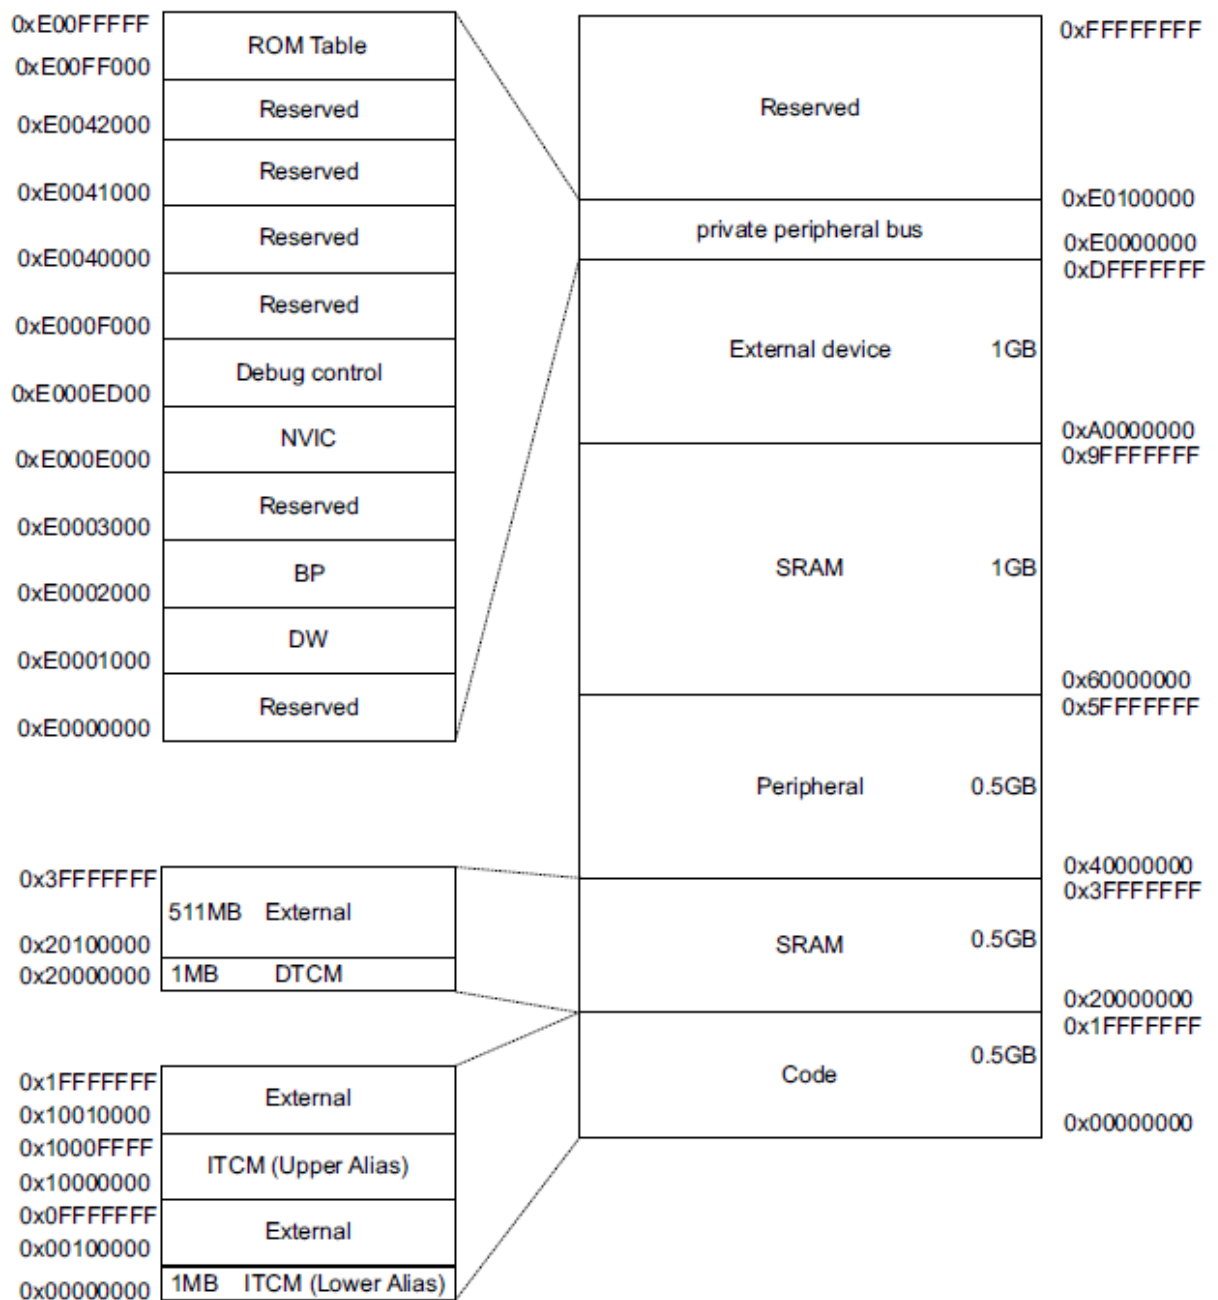 0xE00FFFFF
ROM Table
0xE00FF000
Reserved
0xE0042000
Reserved
0xE0041000
Reserved
0xE0040000
Reserved
0xE000F000
Debug control
0xE000ED00
NVIC
0xE000E000
Reserved
0xE0003000
BP
0xE0002000
DW
0xE0001000
Reserved
0xE0000000
0x3FFFFFFF
511MB External
0x20100000
0x20000000 1MB DTCM
0x1FFFFFFF
External
0x10010000
0x1000FFFF
ITCM (Upper Alias)
0x10000000
0x0FFFFFFF
External
0x00100000
0x00000000 1MB ITCM (Lower Alias)
0xFFFFFFFF
Reserved
0xE0100000
private peripheral bus
0xE0000000
0xDFFFFFFF
External device 1GB
0xA0000000
0x9FFFFFFF
SRAM 1GB
0x60000000
0x5FFFFFFF
Peripheral 0.5GB
0x40000000
0x3FFFFFFF
SRAM 0.5GB
0x20000000
0x1FFFFFFF
0.5GB
Code
0x00000000